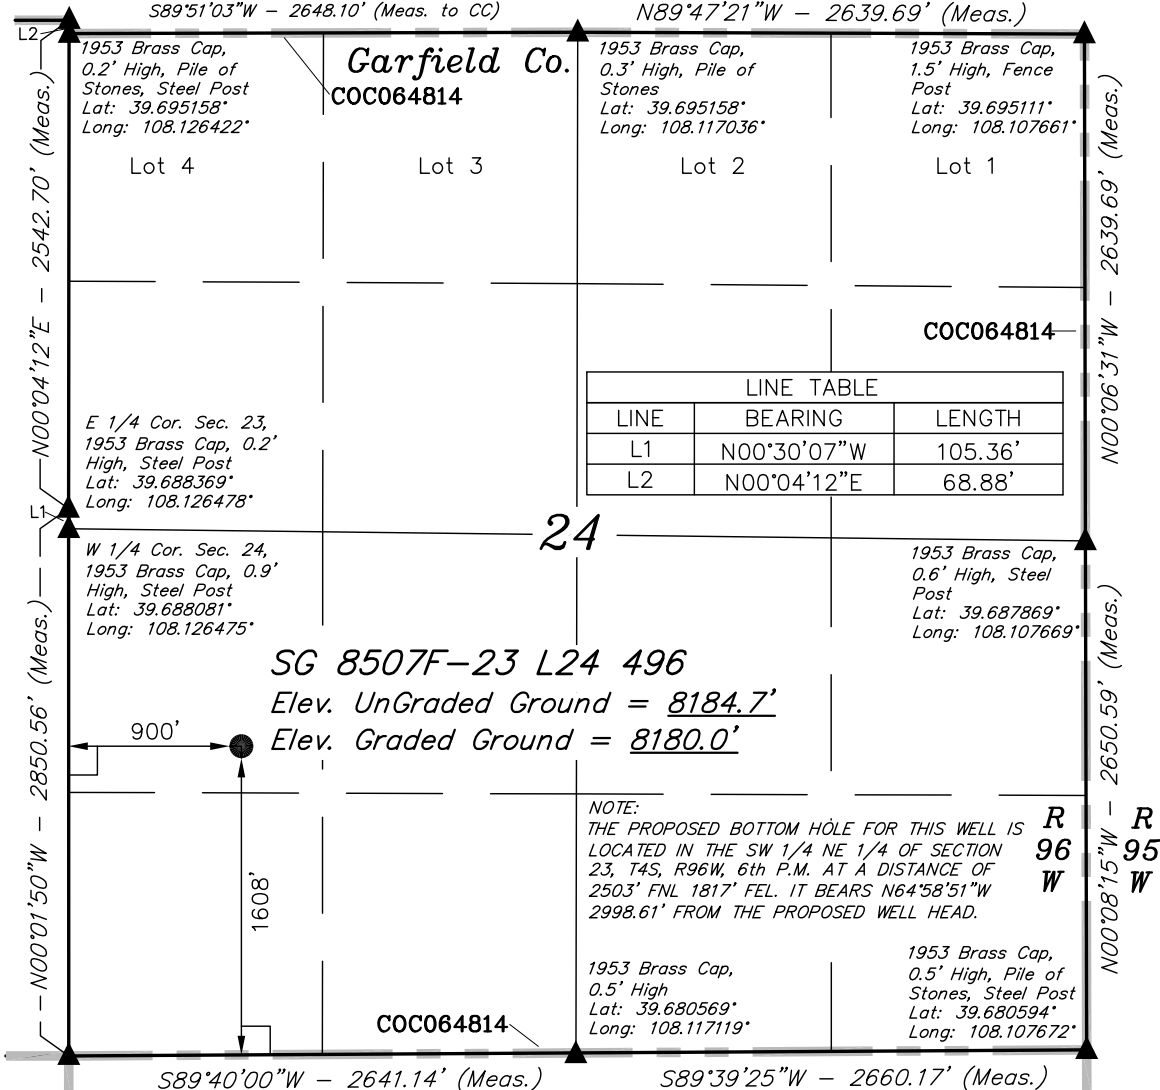 S89°51'03"W - 2648.10' (Meas. to CC)
N89°47'21"W - 2639.69' (Meas.)
L2
1953 Brass Cap,
0.2' High, Pile of
Stones, Steel Post
Lat: 39.695158°
Long: 108.126422°
Garfield Co.
COC064814
1953 Brass Cap,
0.3' High, Pile of
Stones
Lat: 39.695158°
Long: 108.117036°
1953 Brass Cap,
1.5' High, Fence
Post
Lat: 39.695111°
Long: 108.107661°
Lot 4
Lot 3
Lot 2
Lot 1
N00°04'12"E - 2542.70' (Meas.)
N00°06'31"W - 2639.69' (Meas.)
COC064814
LINE TABLE
LINE BEARING LENGTH
L1 N00°30'07"W 105.36'
L2 N00°04'12"E 68.88'
E 1/4 Cor. Sec. 23,
1953 Brass Cap, 0.2'
High, Steel Post
Lat: 39.688369°
Long: 108.126478°
L1
24
W 1/4 Cor. Sec. 24,
1953 Brass Cap, 0.9'
High, Steel Post
Lat: 39.688081°
Long: 108.126475°
1953 Brass Cap,
0.6' High, Steel
Post
Lat: 39.687869°
Long: 108.107669°
SG 8507F-23 L24 496
Elev. UnGraded Ground = 8184.7'
Elev. Graded Ground = 8180.0'
900'
1608'
N00°01'50"W - 2850.56' (Meas.)
N00°08'15"W - 2650.59' (Meas.)
NOTE:
THE PROPOSED BOTTOM HOLE FOR THIS WELL IS
LOCATED IN THE SW 1/4 NE 1/4 OF SECTION
23, T4S, R96W, 6th P.M. AT A DISTANCE OF
2503' FNL 1817' FEL. IT BEARS N64°58'51"W
2998.61' FROM THE PROPOSED WELL HEAD.
R
96
W
R
95
W
1953 Brass Cap,
0.5' High
Lat: 39.680569°
Long: 108.117119°
1953 Brass Cap,
0.5' High, Pile of
Stones, Steel Post
Lat: 39.680594°
Long: 108.107672°
COC064814
S89°40'00"W - 2641.14' (Meas.)
S89°39'25"W - 2660.17' (Meas.)